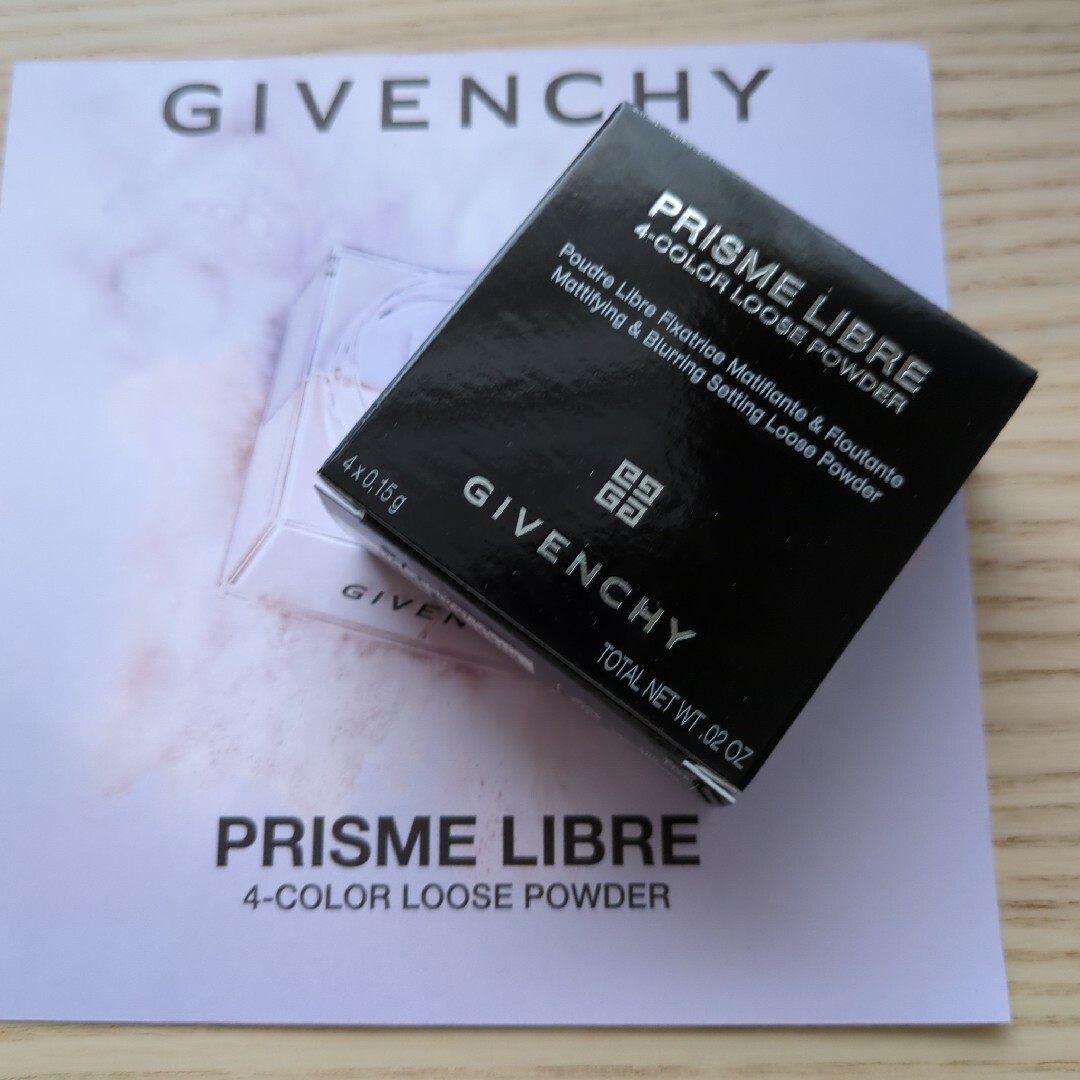 GIVENCHY
PRISME LIBRE
4-COLOR LOOSE POWDER
Poudre Libre Fixatrice Matifiante & Floutante
Mattifying & Blurring Setting Loose Powder
4 x 0,15 g
GIVENCHY
TOTAL NET WT .02 OZ
GIVEN
PRISME LIBRE
4-COLOR LOOSE POWDER